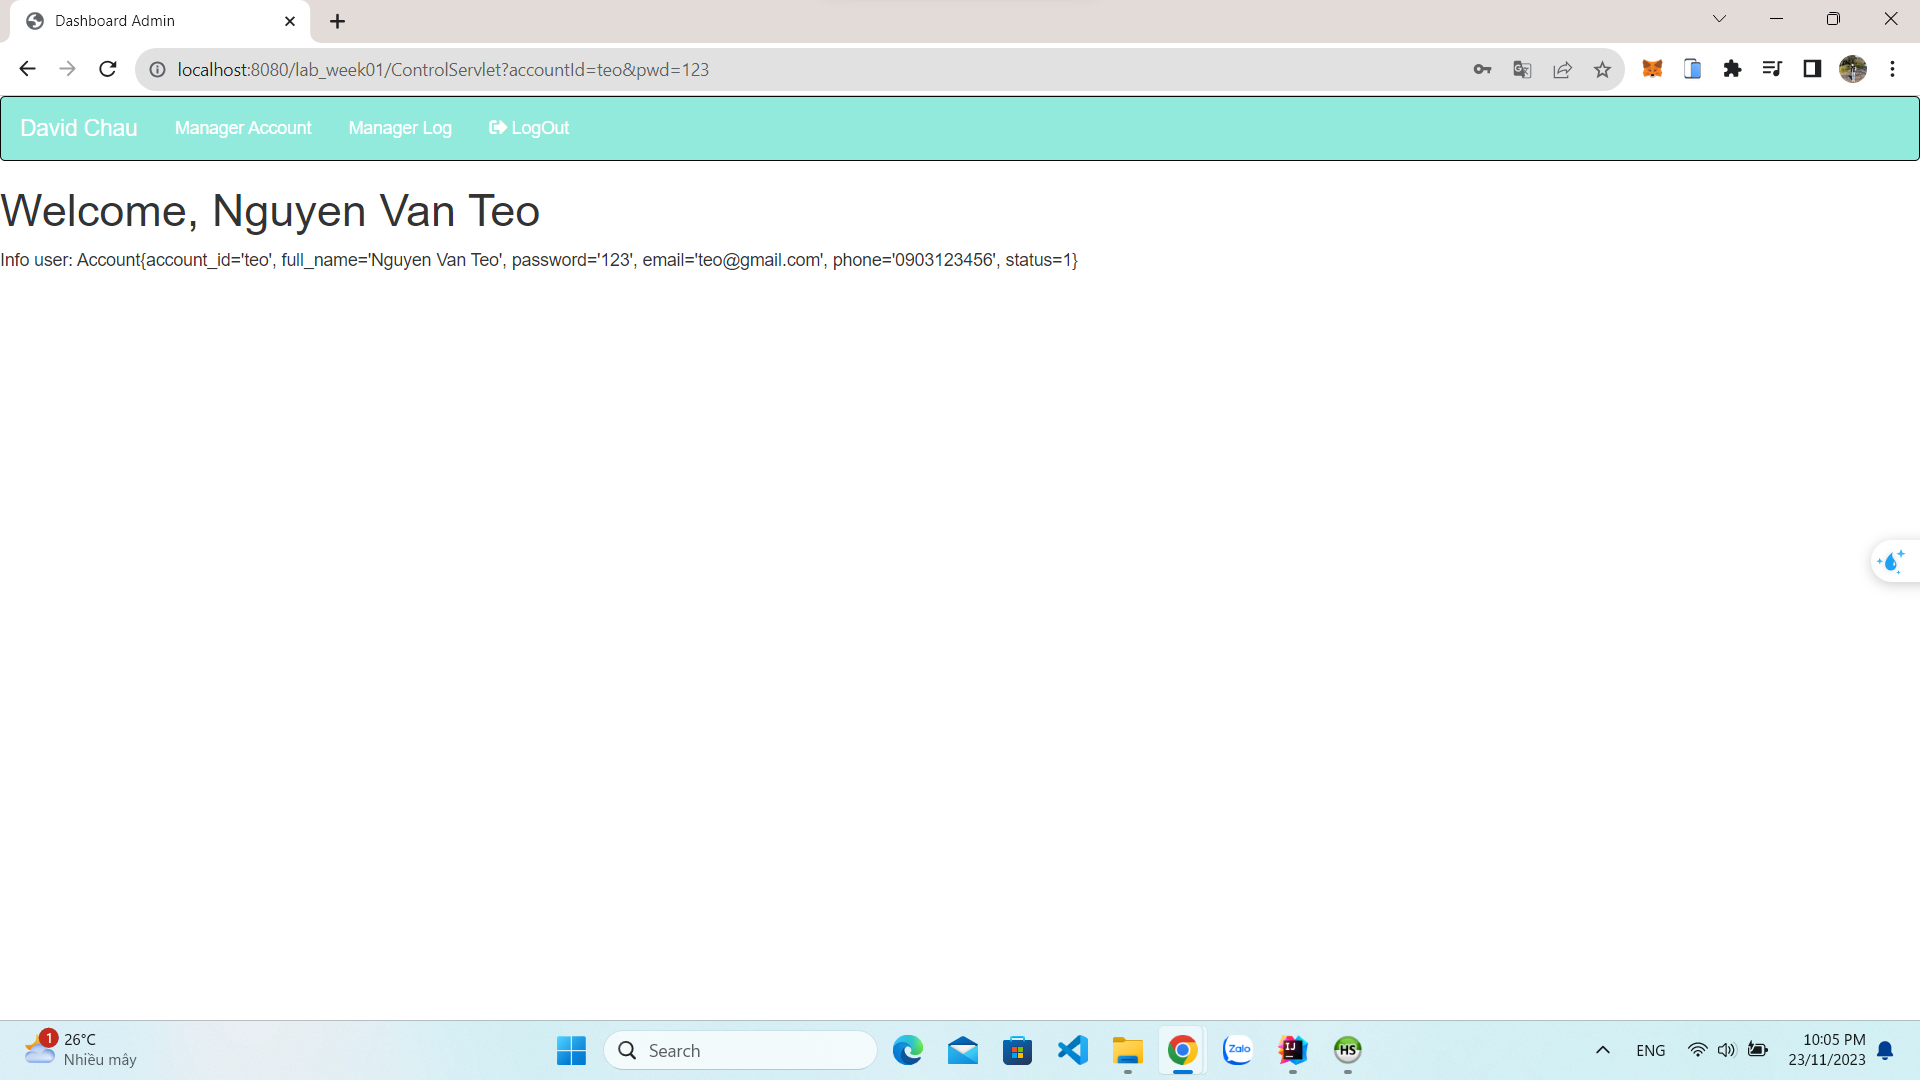 Dashboard Admin
localhost:8080/lab_week01/ControlServlet?accountId=teo&pwd=123
David Chau Manager Account Manager Log LogOut
Welcome, Nguyen Van Teo
Info user: Account{account_id='teo', full_name='Nguyen Van Teo', password='123', email='teo@gmail.com', phone='0903123456', status=1}
1
26°C
Nhiều mây
Search
Zalo
IJ
HS
ENG
10:05 PM
23/11/2023